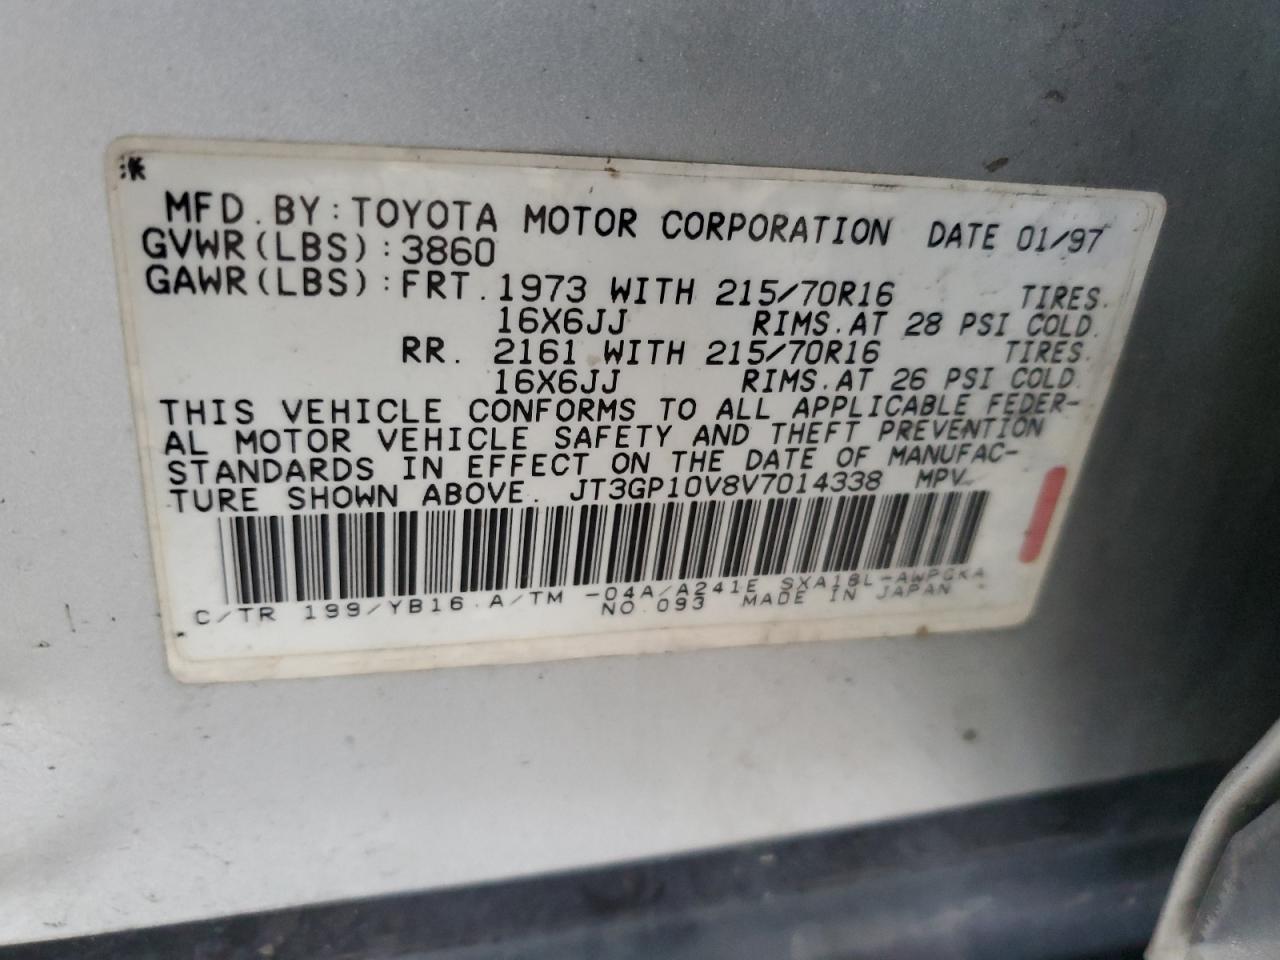 MFD. BY: TOYOTA MOTOR CORPORATION DATE 01/97
GVWR(LBS): 3860
GAWR(LBS): FRT. 1973 WITH 215/70R16 TIRES.
16X6JJ RIMS. AT 28 PSI COLD.
RR. 2161 WITH 215/70R16 TIRES.
16X6JJ RIMS. AT 26 PSI COLD.
THIS VEHICLE CONFORMS TO ALL APPLICABLE FEDER-
AL MOTOR VEHICLE SAFETY AND THEFT PREVENTION
STANDARDS IN EFFECT ON THE DATE OF MANUFAC-
TURE SHOWN ABOVE. JT3GP10V8V7014338 MPV
C/TR 199/YB16 A/TM -04A/A241E SXA18L-AWPGKA
NO. 093 MADE IN JAPAN